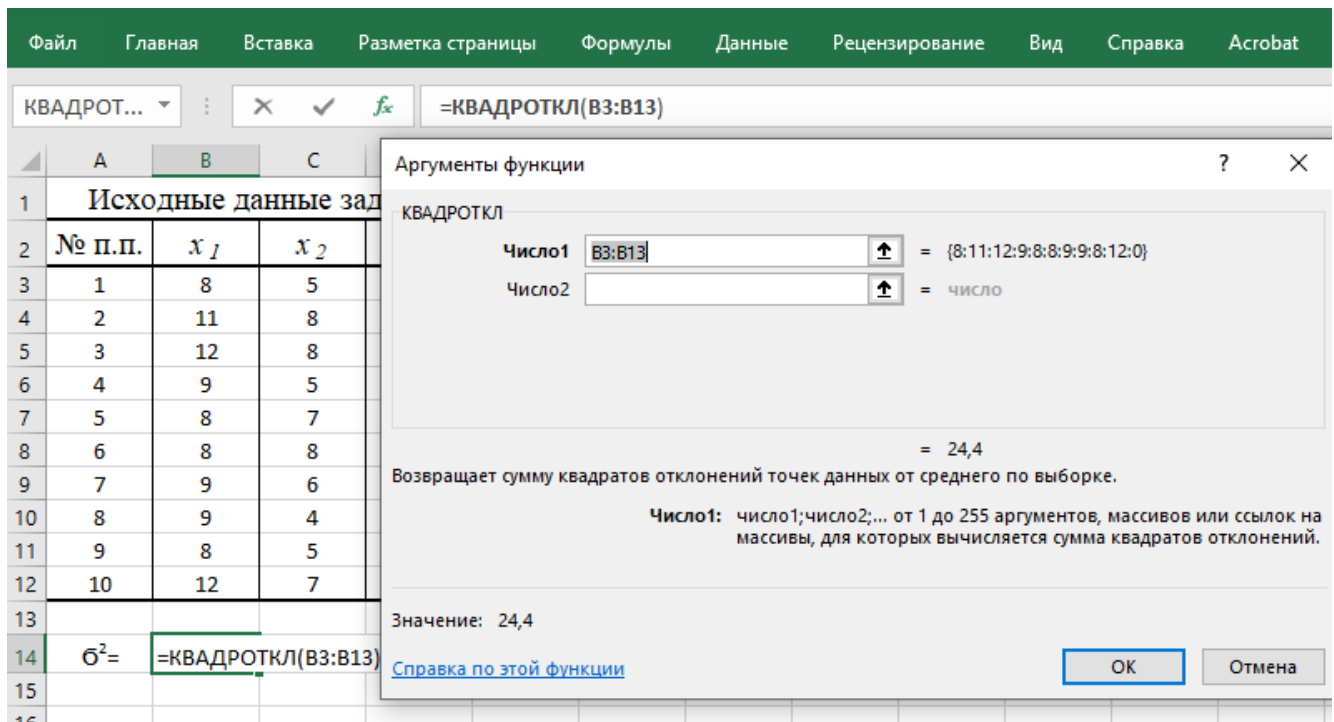 Файл Главная Вставка Разметка страницы Формулы Данные Рецензирование Вид Справка Acrobat
КВАДРОТ... fx =КВАДРОТКЛ(B3:B13)
A B C
1 Исходные данные зад
2 № п.п. x 1 x 2
3 1 8 5
4 2 11 8
5 3 12 8
6 4 9 5
7 5 8 7
8 6 8 8
9 7 9 6
10 8 9 4
11 9 8 5
12 10 12 7
13
14 б²= =КВАДРОТКЛ(B3:B13)
15
16
Аргументы функции ?
КВАДРОТКЛ
Число1 B3:B13 = {8:11:12:9:8:8:9:9:8:12:0}
Число2 = число
= 24,4
Возвращает сумму квадратов отклонений точек данных от среднего по выборке.
Число1: число1;число2;... от 1 до 255 аргументов, массивов или ссылок на
массивы, для которых вычисляется сумма квадратов отклонений.
Значение: 24,4
Справка по этой функции OK Отмена